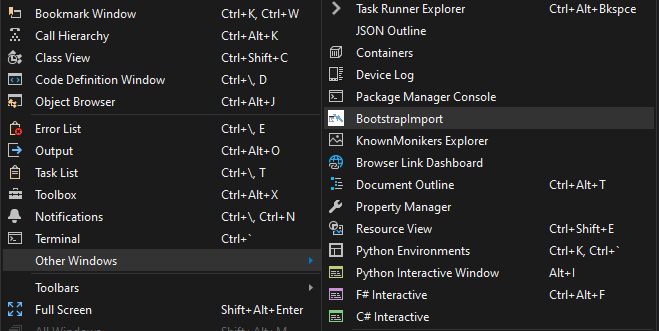 Bookmark Window Ctrl+K, Ctrl+W
Call Hierarchy Ctrl+Alt+K
Class View Ctrl+Shift+C
Code Definition Window Ctrl+\, D
Object Browser Ctrl+Alt+J
Error List Ctrl+\, E
Output Ctrl+Alt+O
Task List Ctrl+\, T
Toolbox Ctrl+Alt+X
Notifications Ctrl+\, Ctrl+N
Terminal Ctrl+`
Other Windows
Toolbars
Full Screen Shift+Alt+Enter
All Windows Shift+Alt+M
Task Runner Explorer Ctrl+Alt+Bkspce
JSON Outline
Containers
Device Log
Package Manager Console
BootstrapImport
KnownMonikers Explorer
Browser Link Dashboard
Document Outline Ctrl+Alt+T
Property Manager
Resource View Ctrl+Shift+E
Python Environments Ctrl+K, Ctrl+`
Python Interactive Window Alt+I
F# Interactive Ctrl+Alt+F
C# Interactive